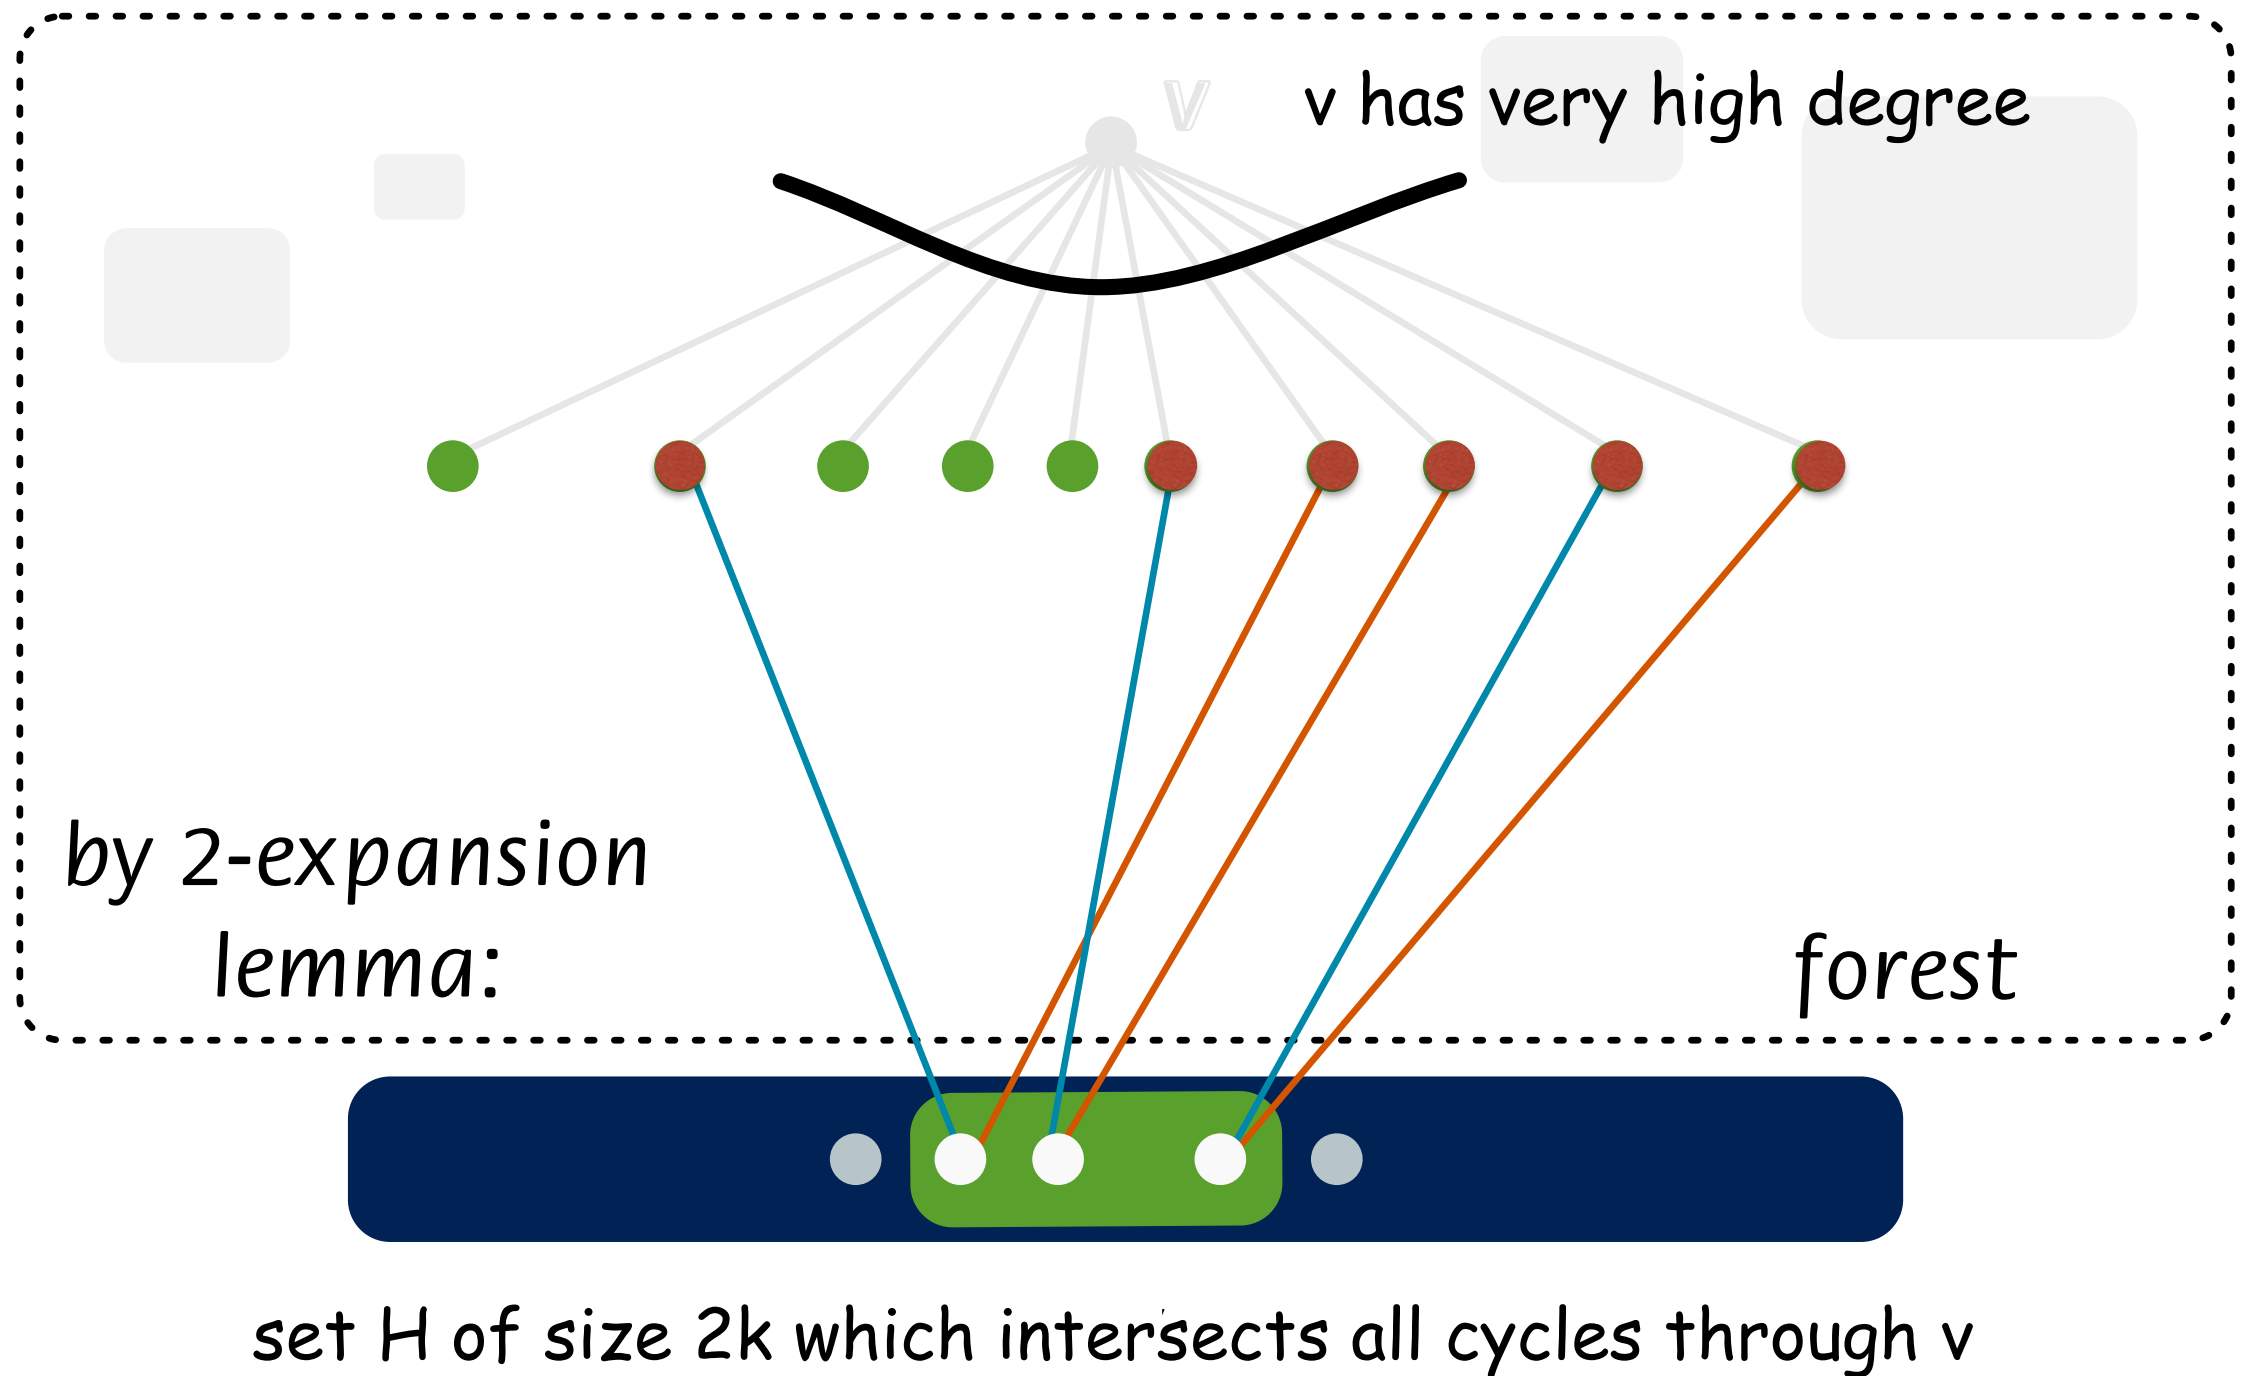 v
v has very high degree
by 2-expansion
lemma:
forest
set H of size 2k which intersects all cycles through v